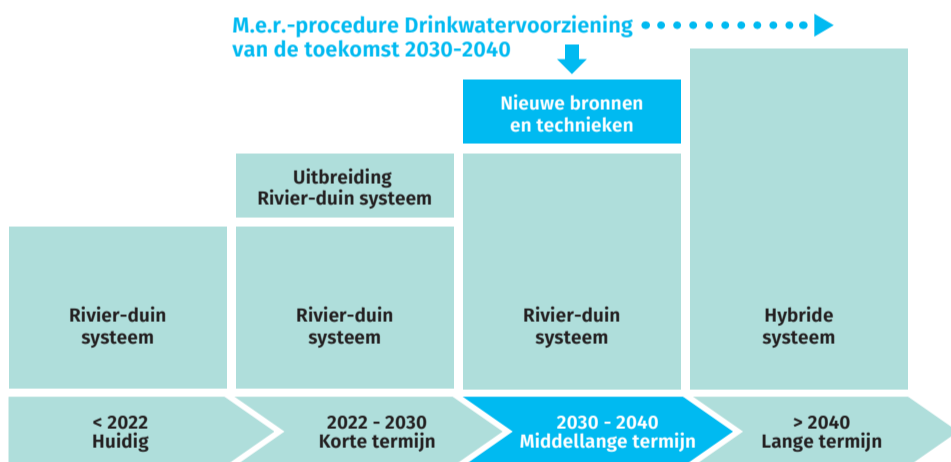 M.e.r.-procedure Drinkwatervoorziening
van de toekomst 2030-2040
Nieuwe bronnen
en technieken
Uitbreiding
Rivier-duin systeem
Rivier-duin
systeem
Rivier-duin
systeem
Rivier-duin
systeem
Hybride
systeem
< 2022
Huidig
2022 - 2030
Korte termijn
2030 - 2040
Middellange termijn
> 2040
Lange termijn